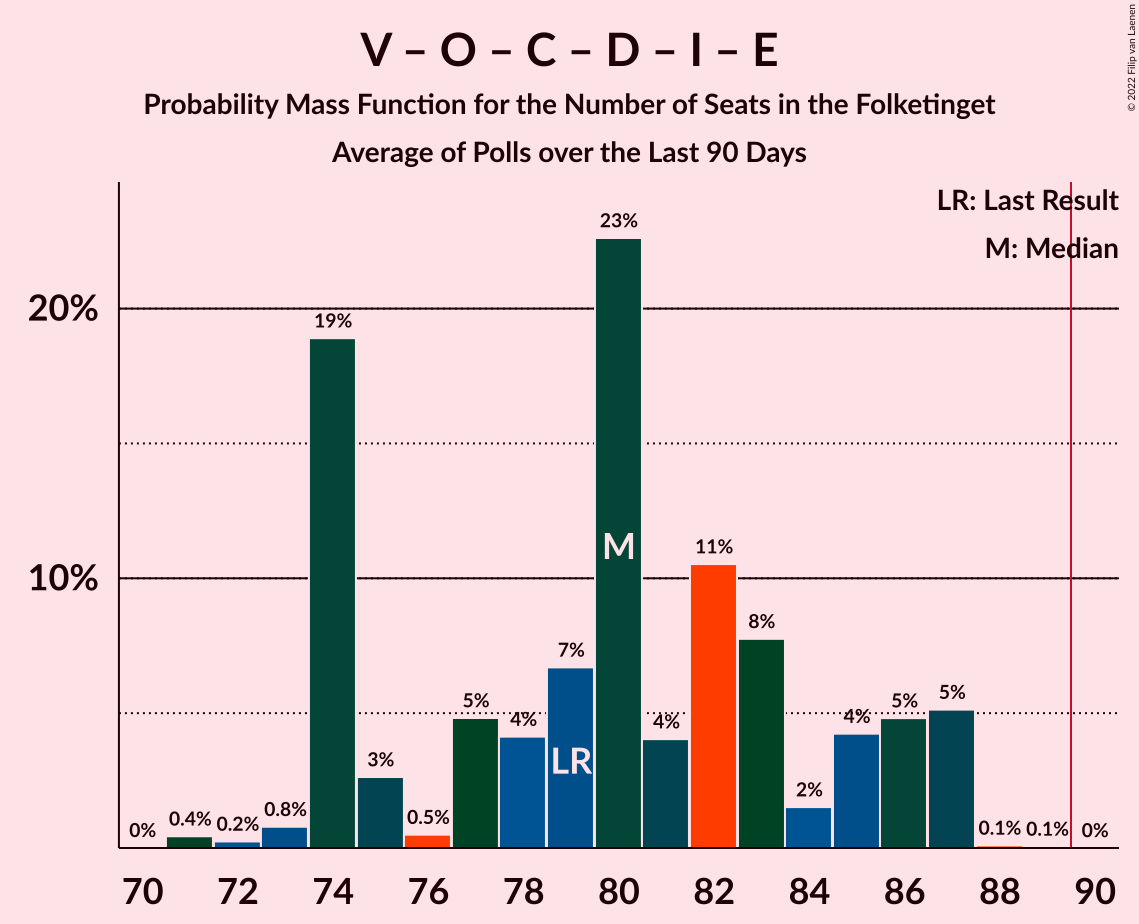 V – O – C – D – I – E
Probability Mass Function for the Number of Seats in the Folketinget
Average of Polls over the Last 90 Days
© 2022 Filip van Laenen
LR: Last Result
M: Median
20%
10%
0%
0.4%
0.2%
0.8%
19%
3%
0.5%
5%
4%
7%
23%
4%
11%
8%
2%
4%
5%
5%
0.1%
0.1%
0%
M
LR
70 72 74 76 78 80 82 84 86 88 90